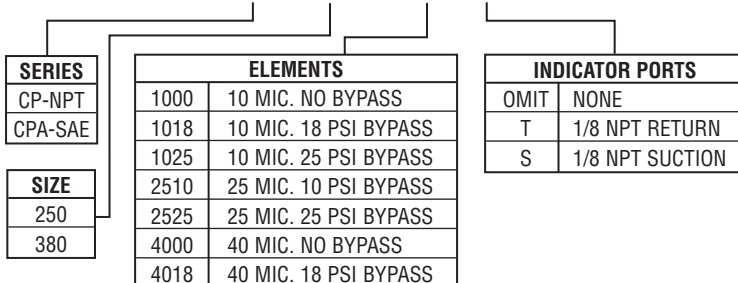 SERIES
CP-NPT
CPA-SAE
SIZE
250
380
ELEMENTS
1000 10 MIC. NO BYPASS
1018 10 MIC. 18 PSI BYPASS
1025 10 MIC. 25 PSI BYPASS
2510 25 MIC. 10 PSI BYPASS
2525 25 MIC. 25 PSI BYPASS
4000 40 MIC. NO BYPASS
4018 40 MIC. 18 PSI BYPASS
INDICATOR PORTS
OMIT NONE
T 1/8 NPT RETURN
S 1/8 NPT SUCTION